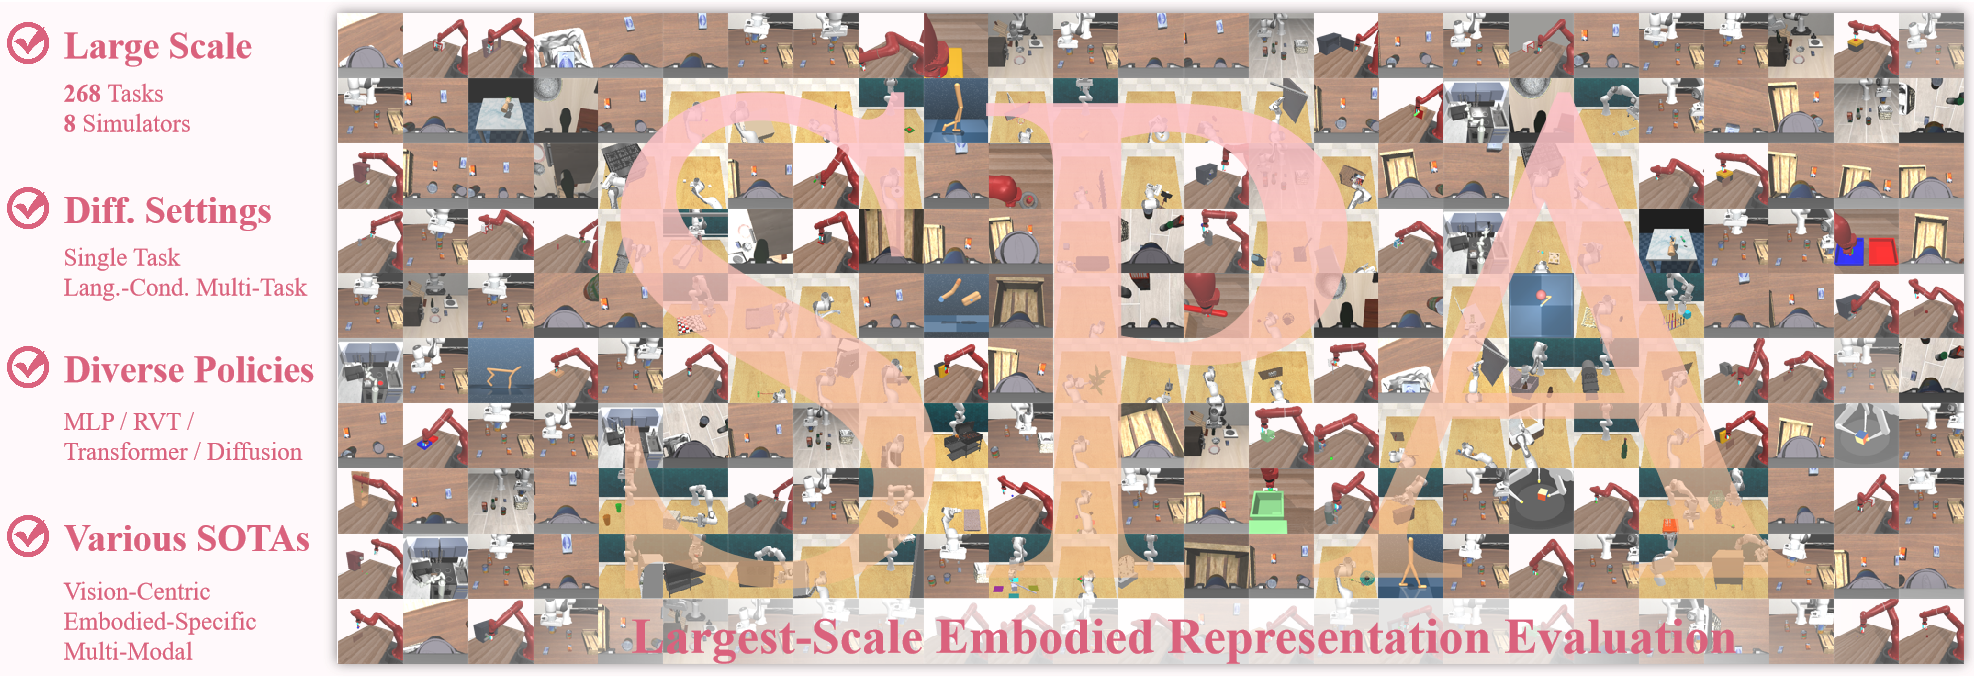 Large Scale
268 Tasks
8 Simulators
Diff. Settings
Single Task
Lang.-Cond. Multi-Task
Diverse Policies
MLP / RVT /
Transformer / Diffusion
Various SOTAs
Vision-Centric
Embodied-Specific
Multi-Modal
SPA
Largest-Scale Embodied Representation Evaluation